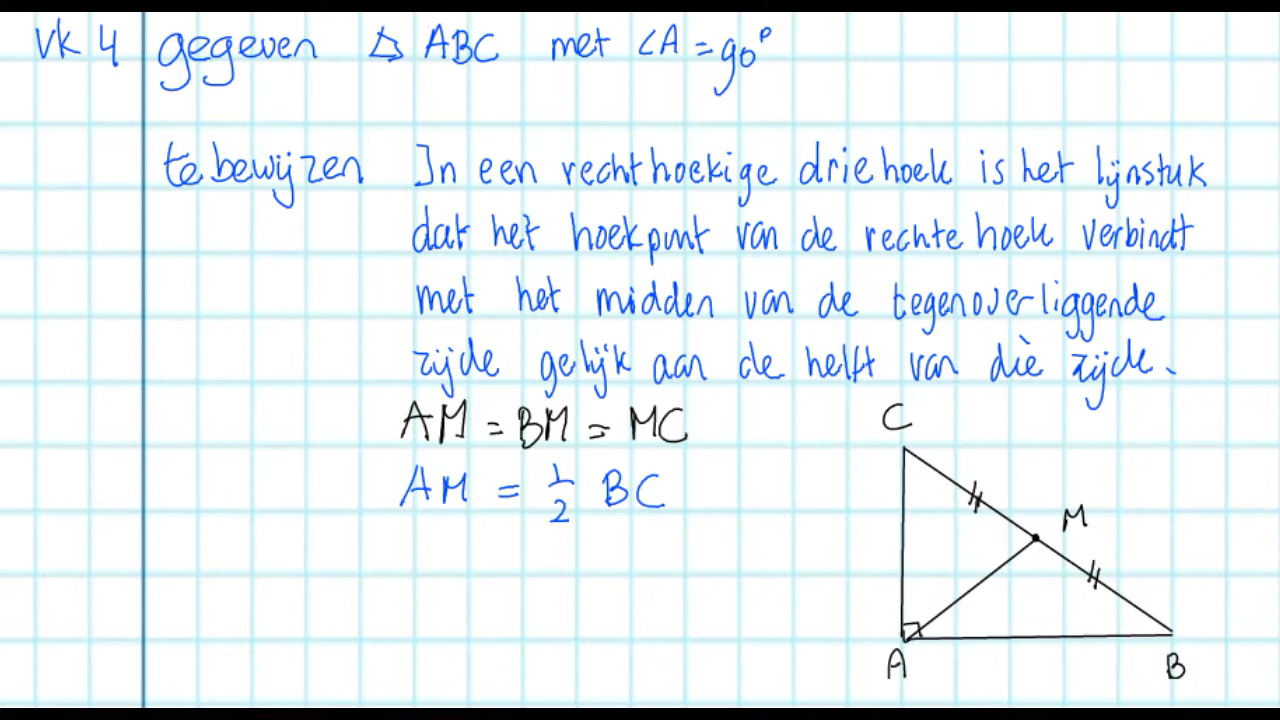 vk 4 gegeven △ ABC met ∠A = 90°
te bewijzen In een rechthoekige driehoek is het lijnstuk
dat het hoekpunt van de rechte hoek verbindt
met het midden van de tegenoverliggende
zijde gelijk aan de helft van die zijde.
AM = BM = MC
AM = 1/2 BC
C
M
A
B